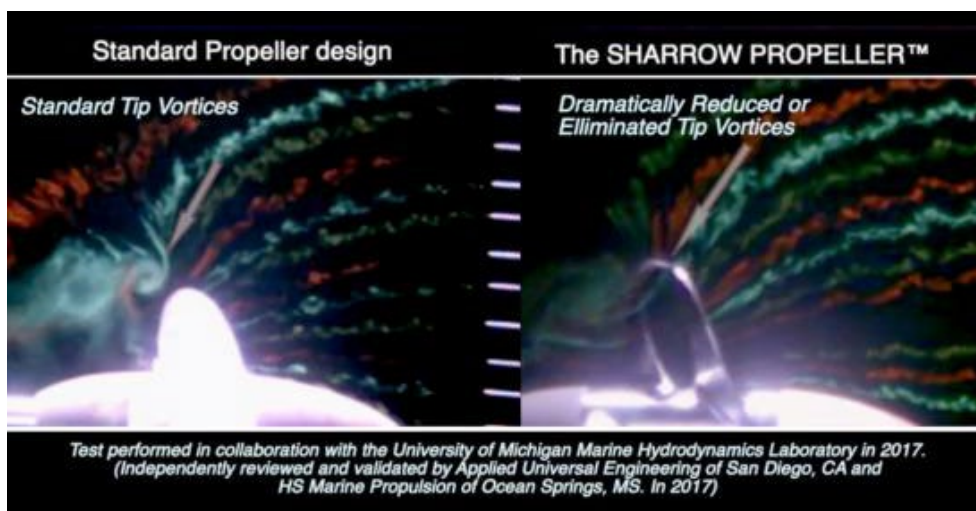 Standard Propeller design
The SHARROW PROPELLER™
Standard Tip Vortices
Dramatically Reduced or
Elliminated Tip Vortices
Test performed in collaboration with the University of Michigan Marine Hydrodynamics Laboratory in 2017.
(Independently reviewed and validated by Applied Universal Engineering of San Diego, CA and
HS Marine Propulsion of Ocean Springs, MS. In 2017)